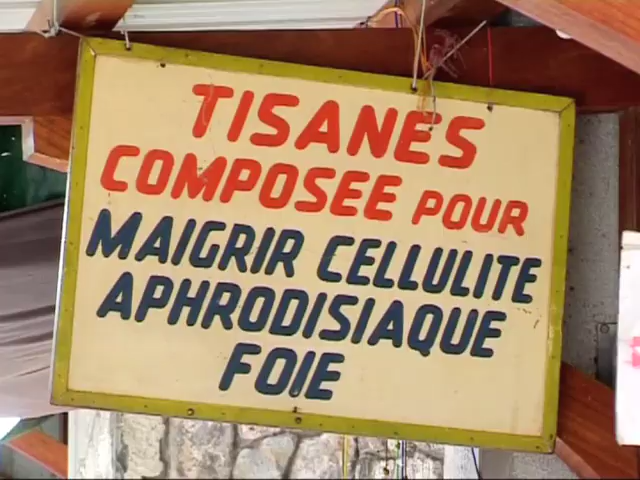 TISANES
COMPOSEE POUR
MAIGRIR CELLULITE
APHRODISIAQUE
FOIE